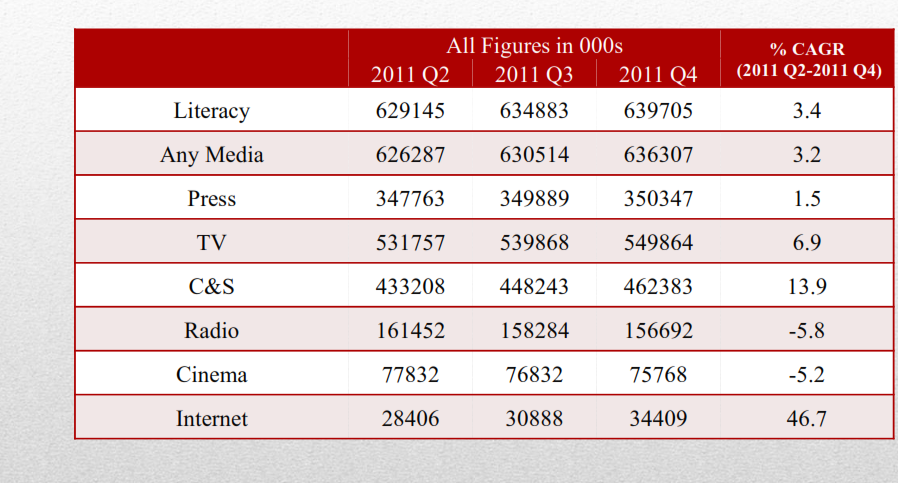 All Figures in 000s % CAGR (2011 Q2-2011 Q4)
2011 Q2 2011 Q3 2011 Q4
Literacy 629145 634883 639705 3.4
Any Media 626287 630514 636307 3.2
Press 347763 349889 350347 1.5
TV 531757 539868 549864 6.9
C&S 433208 448243 462383 13.9
Radio 161452 158284 156692 -5.8
Cinema 77832 76832 75768 -5.2
Internet 28406 30888 34409 46.7